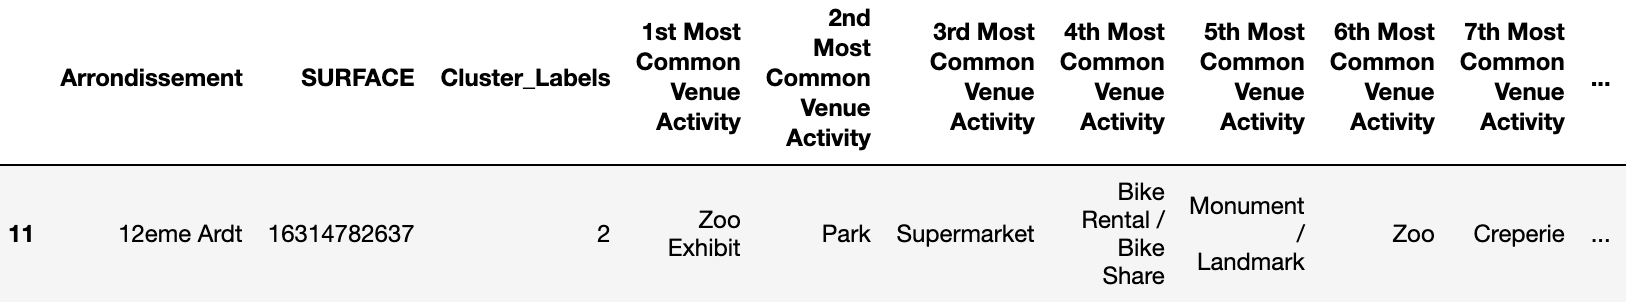 Arrondissement SURFACE Cluster_Labels 1st Most Common Venue Activity 2nd Most Common Venue Activity 3rd Most Common Venue Activity 4th Most Common Venue Activity 5th Most Common Venue Activity 6th Most Common Venue Activity 7th Most Common Venue Activity ...
11 12eme Ardt 16314782637 2 Zoo Exhibit Park Supermarket Bike Rental / Bike Share Monument / Landmark Zoo Creperie ...